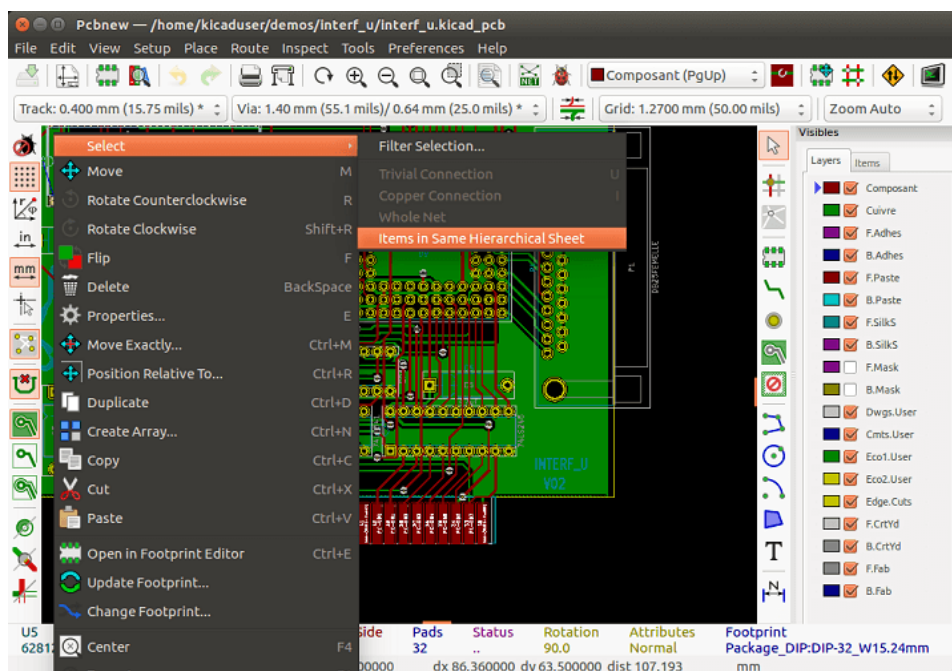 Pcbnew — /home/kicaduser/demos/interf_u/interf_u.kicad_pcb
File Edit View Setup Place Route Inspect Tools Preferences Help
NET
Composant (PgUp)
Track: 0.400 mm (15.75 mils) *
Via: 1.40 mm (55.1 mils)/ 0.64 mm (25.0 mils) *
Grid: 1.2700 mm (50.00 mils)
Zoom Auto
in
mm
Select
Move M
Rotate Counterclockwise R
Rotate Clockwise Shift+R
Flip F
Delete BackSpace
Properties... E
Move Exactly... Ctrl+M
Position Relative To... Ctrl+R
Duplicate Ctrl+D
Create Array... Ctrl+N
Copy Ctrl+C
Cut Ctrl+X
Paste Ctrl+V
Open in Footprint Editor Ctrl+E
Update Footprint...
Change Footprint...
Center F4
Filter Selection...
Trivial Connection U
Copper Connection I
Whole Net
Items in Same Hierarchical Sheet
P1
DB25FEMELLE
INTERF_U
V02
T
N
Visibles
Layers Items
Composant
Cuivre
F.Adhes
B.Adhes
F.Paste
B.Paste
F.SilkS
B.SilkS
F.Mask
B.Mask
Dwgs.User
Cmts.User
Eco1.User
Eco2.User
Edge.Cuts
F.CrtYd
B.CrtYd
F.Fab
B.Fab
U5
Pads Status Rotation Attributes Footprint
32 .. 90.0 Normal Package_DIP:DIP-32_W15.24mm
dx 86.360000 dy 63.500000 dist 107.193 mm